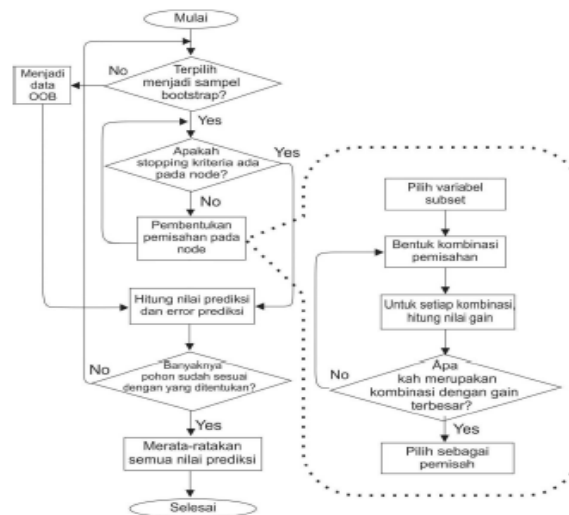 Mulai
Terpilih
menjadi sampel
bootstrap?
No
Menjadi
data
OOB
Yes
Apakah
stopping kriteria ada
pada node?
Yes
No
Pembentukan
pemisahan pada
node
Hitung nilai prediksi
dan error prediksi
Banyaknya
pohon sudah sesuai
dengan yang ditentukan?
No
Yes
Merata-ratakan
semua nilai prediksi
Selesai
Pilih variabel
subset
Bentuk kombinasi
pemisahan
Untuk setiap kombinasi,
hitung nilai gain
Apa
kah merupakan
kombinasi dengan gain
terbesar?
No
Yes
Pilih sebagai
pemisah